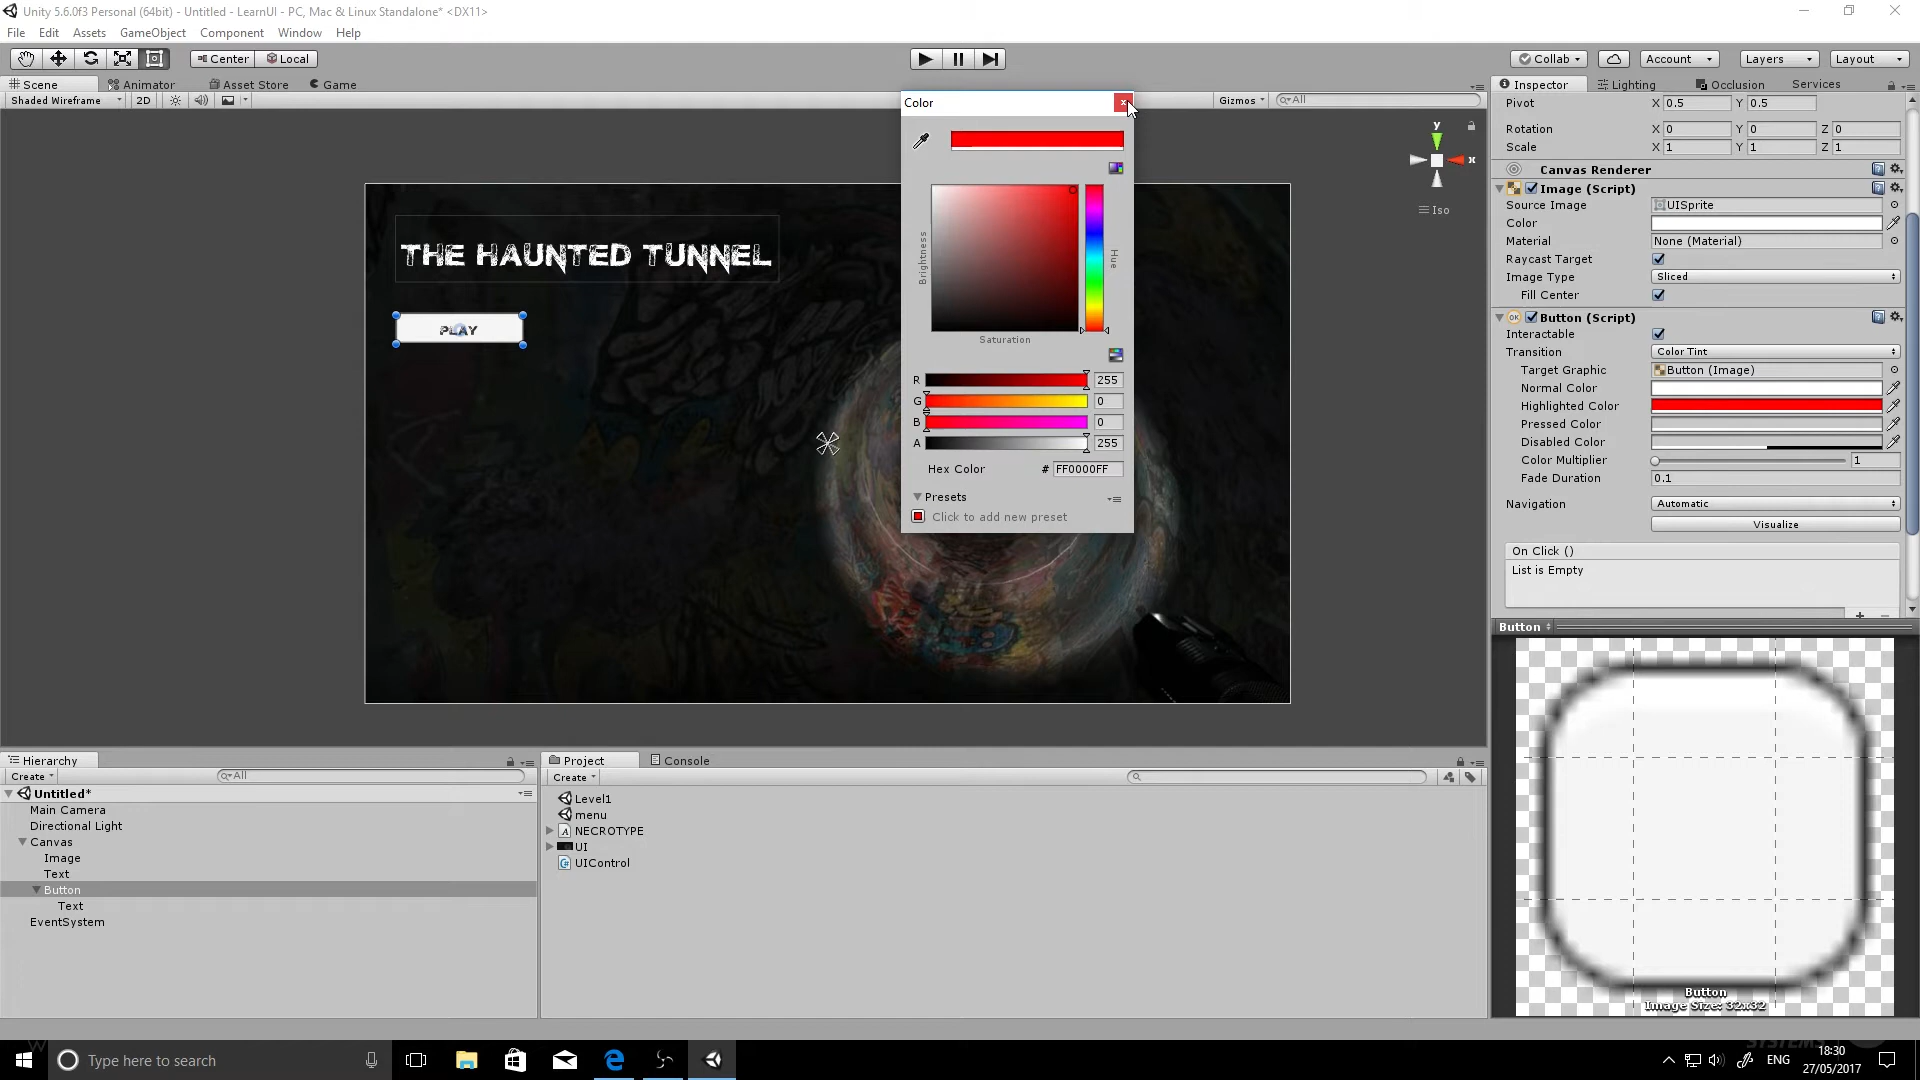 Unity 5.6.0f3 Personal (64bit) - Untitled - LearnUI - PC, Mac & Linux Standalone* <DX11>
File Edit Assets GameObject Component Window Help
Center Local Collab Account Layers Layout
Scene Animator Asset Store Game
Shaded Wireframe 2D Gizmos All
Inspector Lighting Occlusion Services
Pivot X 0.5 Y 0.5
Rotation X 0 Y 0 Z 0
Scale X 1 Y 1 Z 1
Canvas Renderer
Image (Script)
Source Image UISprite
Color
Material None (Material)
Raycast Target
Image Type Sliced
Fill Center
Button (Script)
Interactable
Transition Color Tint
Target Graphic Button (Image)
Normal Color
Highlighted Color
Pressed Color
Disabled Color
Color Multiplier 1
Fade Duration 0.1
Navigation Automatic
Visualize
On Click ()
List is Empty
Button
Button
Image Size: 32x32
y
x
Iso
THE HAUNTED TUNNEL
PLAY
Color
Brightness
Hue
Saturation
R 255
G 0
B 0
A 255
Hex Color # FF0000FF
Presets
Click to add new preset
Hierarchy
Create All
Untitled*
Main Camera
Directional Light
Canvas
Image
Text
Button
Text
EventSystem
Project Console
Create
Level1
menu
NECROTYPE
UI
UIControl
SYSTEMS
Type here to search
ENG
18:30
27/05/2017